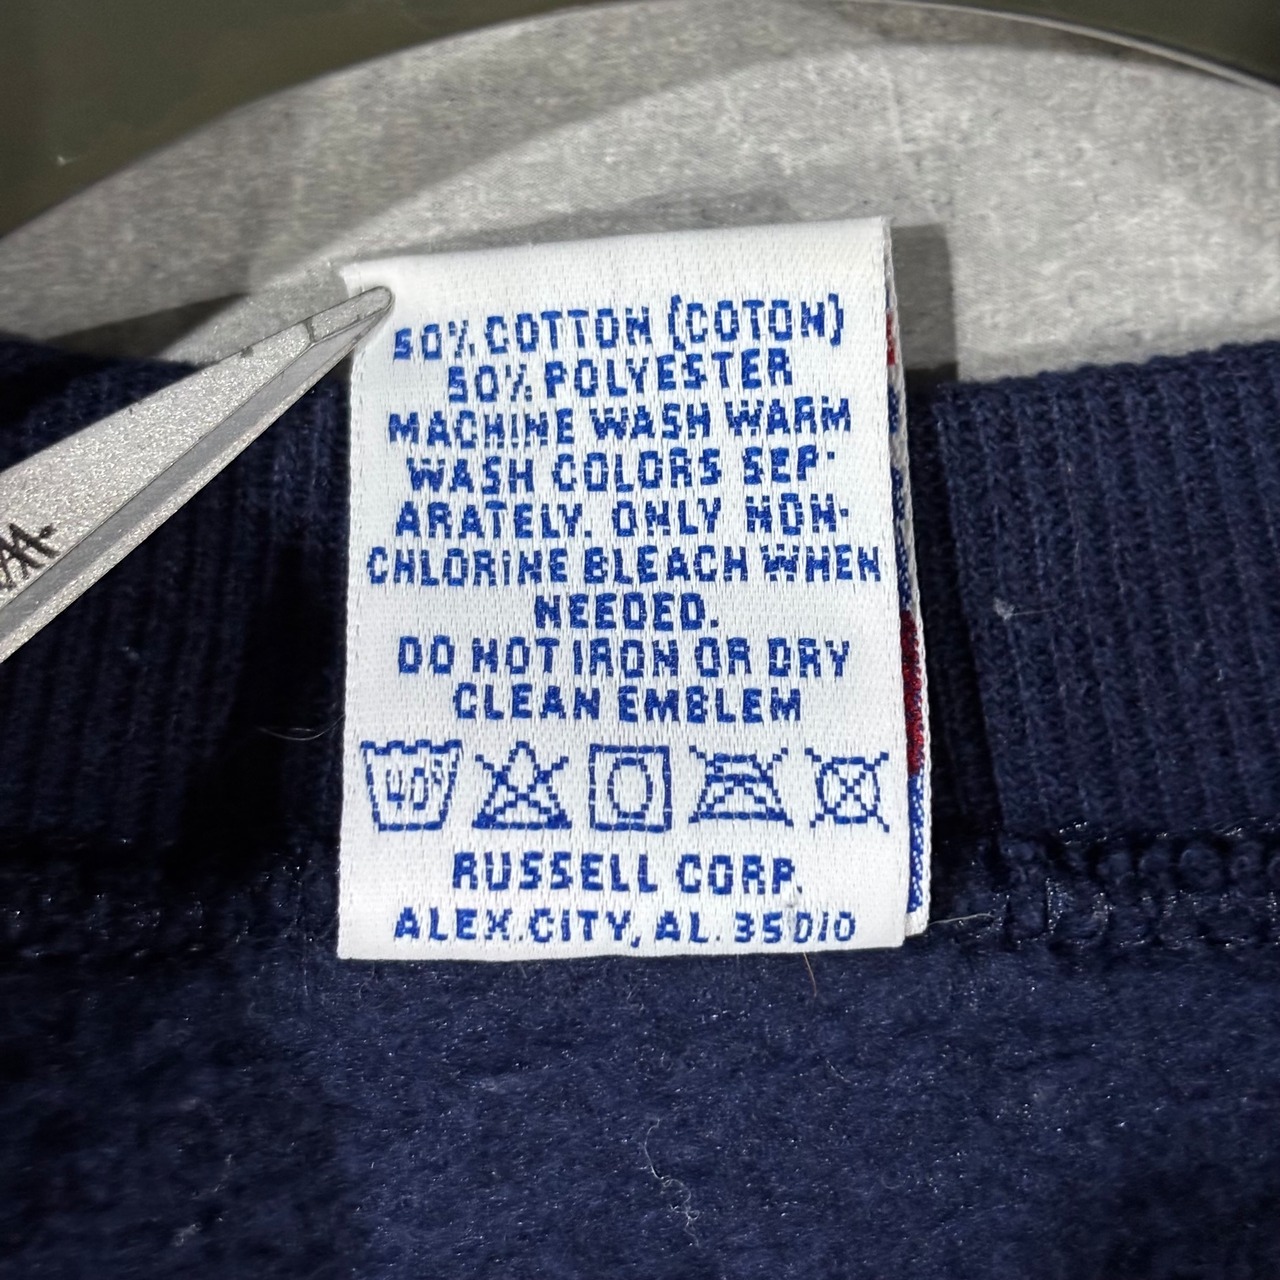 50% COTTON (COTON)
50% POLYESTER
MACHINE WASH WARM
WASH COLORS SEP-
ARATELY. ONLY NON-
CHLORINE BLEACH WHEN
NEEDED.
DO NOT IRON OR DRY
CLEAN EMBLEM
40°
RUSSELL CORP.
ALEX.CITY, AL. 35010